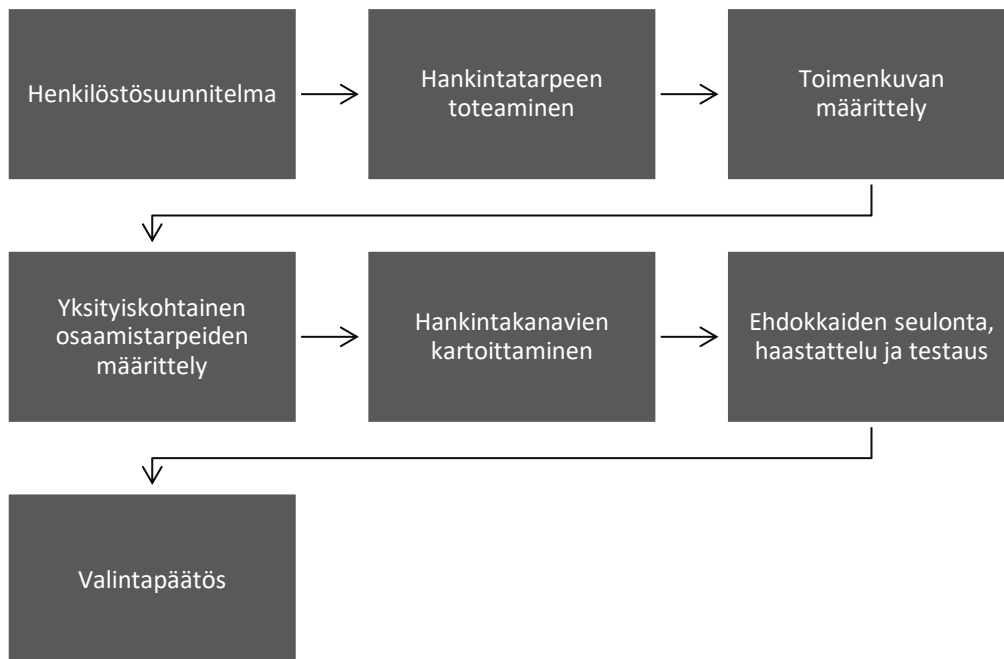 Henkilöstösuunnitelma
Hankintatarpeen
toteaminen
Toimenkuvan
määrittely
Yksityiskohtainen
osaamistarpeiden
määrittely
Hankintakanavien
kartoittaminen
Ehdokkaiden seulonta,
haastattelu ja testaus
Valintapäätös